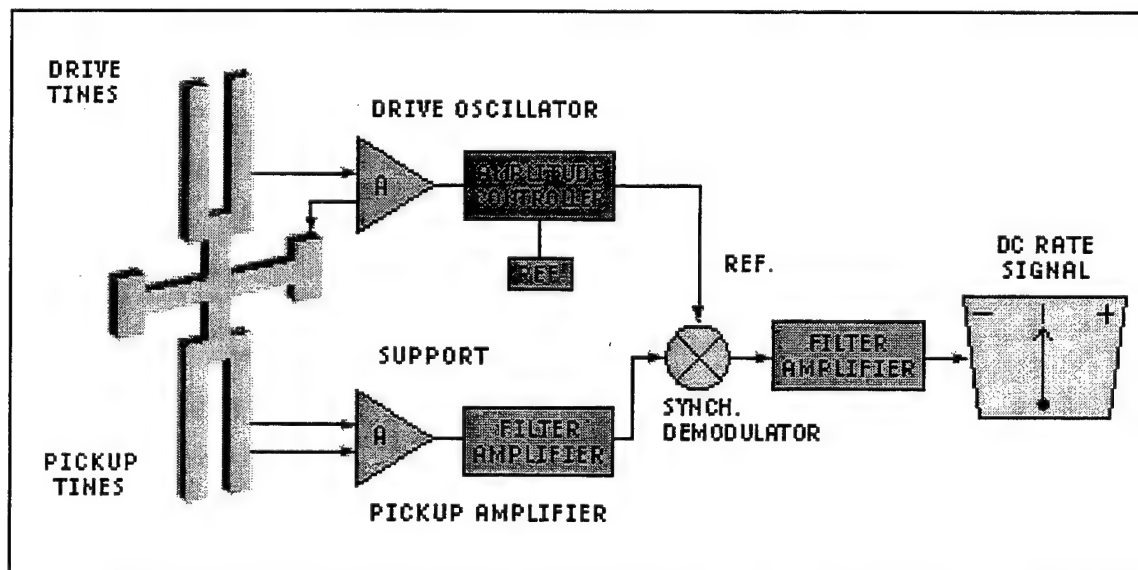 DRIVE
TINES
DRIVE OSCILLATOR
A
AMPLITUDE
CONTROLLER
REF
REF.
DC RATE
SIGNAL
− +
SUPPORT
A
FILTER
AMPLIFIER
FILTER
AMPLIFIER
SYNCH.
DEMODULATOR
PICKUP
TINES
PICKUP AMPLIFIER